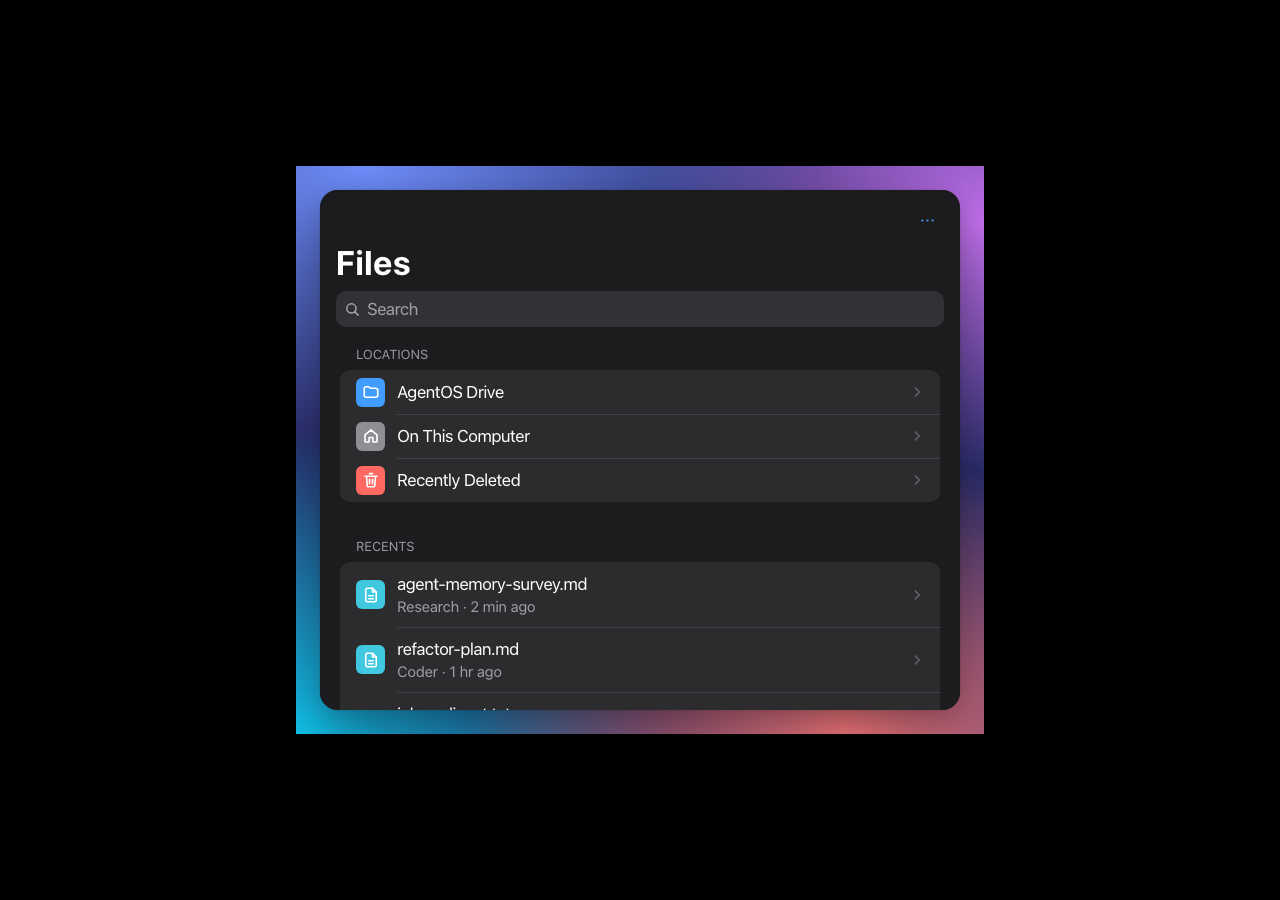 Files
Search
LOCATIONS
AgentOS Drive
On This Computer
Recently Deleted
RECENTS
agent-memory-survey.md
Research · 2 min ago
refactor-plan.md
Coder · 1 hr ago